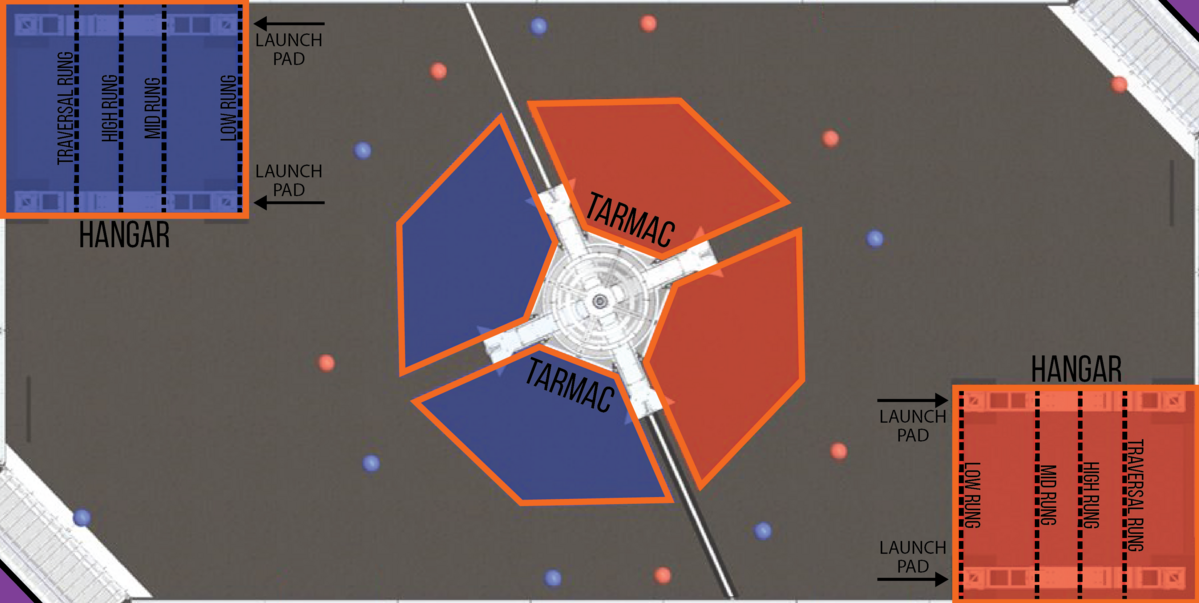 LAUNCH
PAD
TRAVERSAL RUNG
HIGH RUNG
MID RUNG
LOW RUNG
LAUNCH
PAD
HANGAR
TARMAC
TARMAC
HANGAR
LAUNCH
PAD
LOW RUNG
MID RUNG
HIGH RUNG
TRAVERSAL RUNG
LAUNCH
PAD